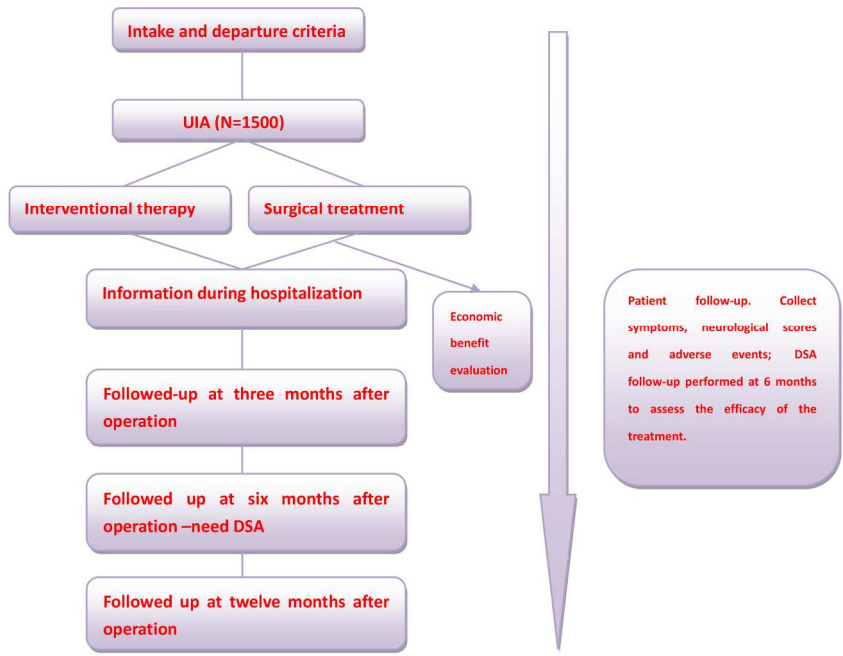 Intake and departure criteria
UIA (N=1500)
Interventional therapy
Surgical treatment
Information during hospitalization
Economic
benefit
evaluation
Followed-up at three months after
operation
Followed up at six months after
operation –need DSA
Followed up at twelve months after
operation
Patient follow-up. Collect
symptoms, neurological scores
and adverse events; DSA
follow-up performed at 6 months
to assess the efficacy of the
treatment.